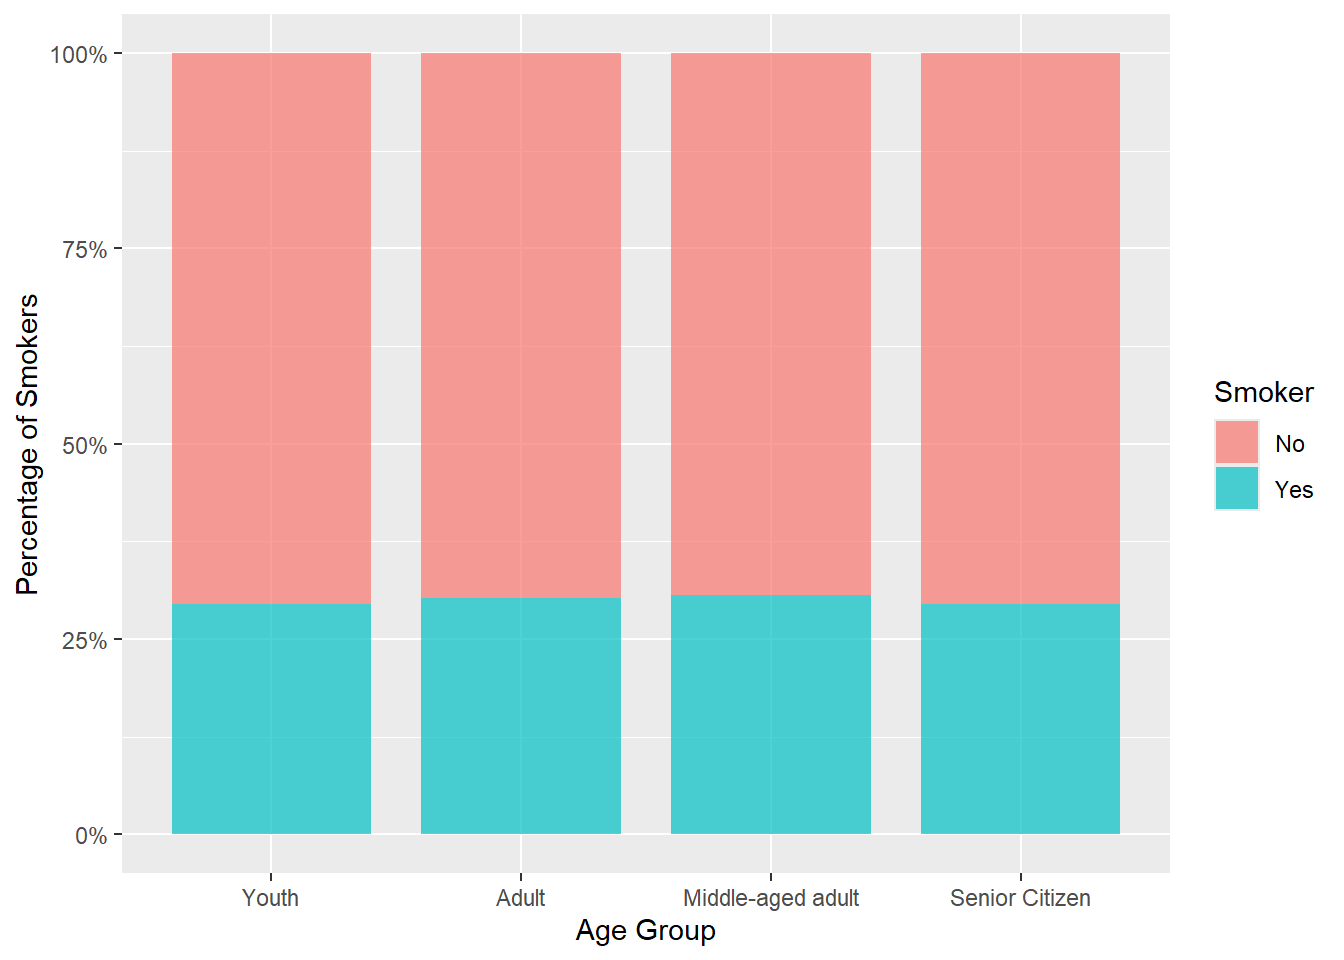 Percentage of Smokers
100%
75%
50%
25%
0%
Youth
Adult
Middle-aged adult
Senior Citizen
Age Group
Smoker
No
Yes